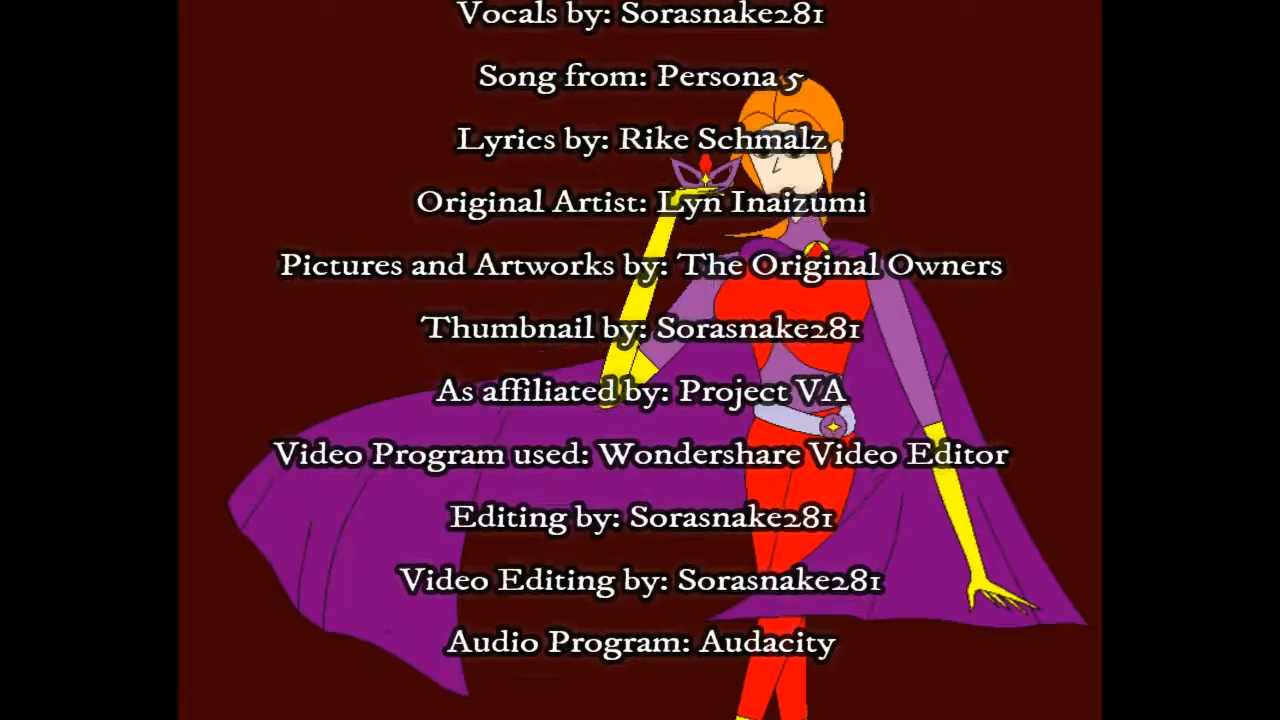 Vocals by: Sorasnake281
Song from: Persona 5
Lyrics by: Rike Schmalz
Original Artist: Lyn Inaizumi
Pictures and Artworks by: The Original Owners
Thumbnail by: Sorasnake281
As affiliated by: Project VA
Video Program used: Wondershare Video Editor
Editing by: Sorasnake281
Video Editing by: Sorasnake281
Audio Program: Audacity